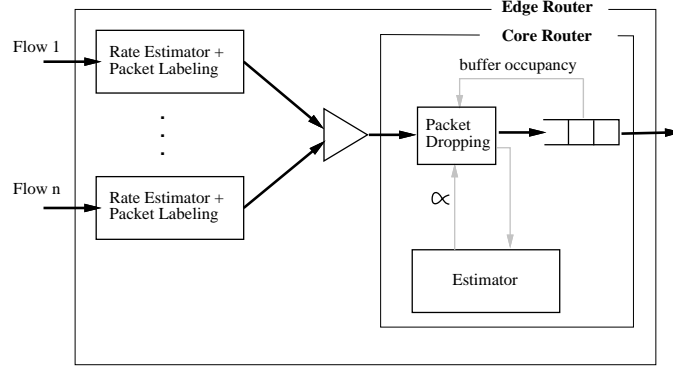 Edge Router
Core Router
Flow 1
Rate Estimator +
Packet Labeling
buffer occupancy
Packet
Dropping
Flow n
Rate Estimator +
Packet Labeling
∝
Estimator